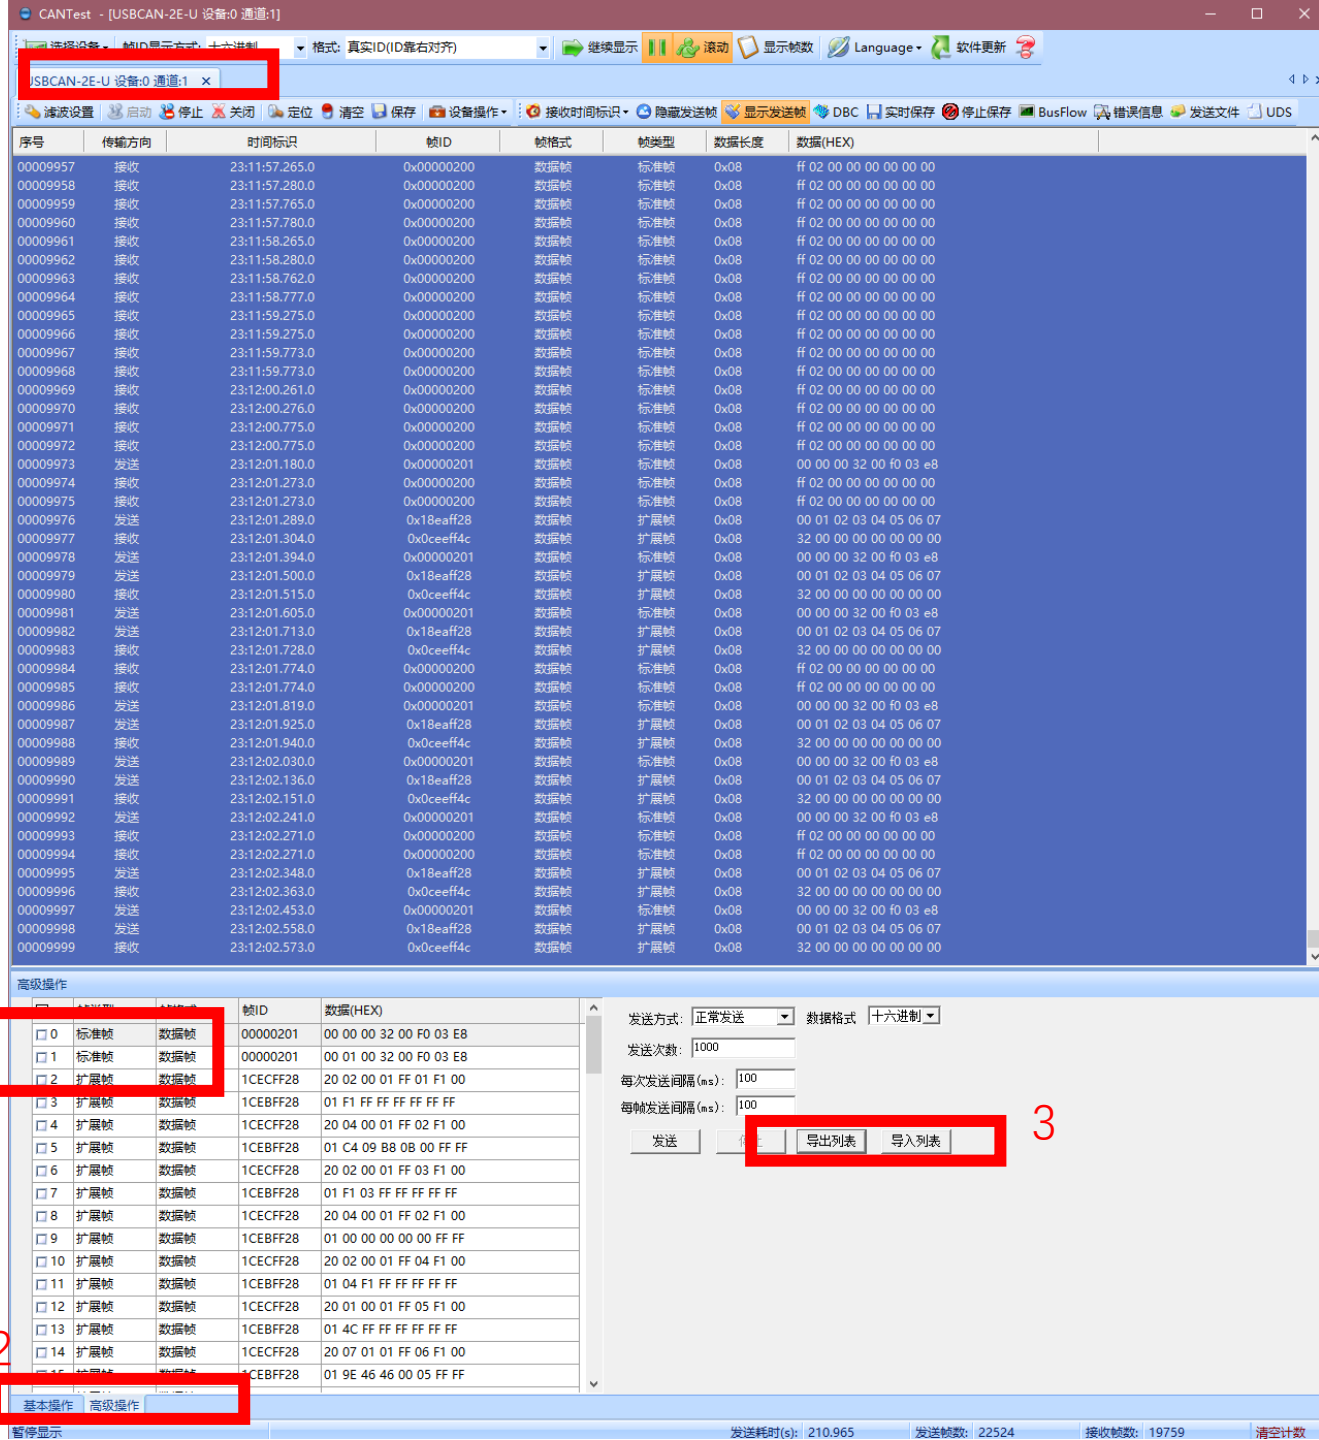 CANTest - [USBCAN-2E-U 设备:0 通道:1]
选择设备 帧ID显示方式: 十六进制 格式: 真实ID(ID靠右对齐) 继续显示 滚动 显示帧数 Language 软件更新
USBCAN-2E-U 设备:0 通道:1 ×
滤波设置 启动 停止 关闭 定位 清空 保存 设备操作 接收时间标识 隐藏发送帧 显示发送帧 DBC 实时保存 停止保存 BusFlow 错误信息 发送文件 UDS
序号 传输方向 时间标识 帧ID 帧格式 帧类型 数据长度 数据(HEX)
00009957 接收 23:11:57.265.0 0x00000200 数据帧 标准帧 0x08 ff 02 00 00 00 00 00 00
00009958 接收 23:11:57.280.0 0x00000200 数据帧 标准帧 0x08 ff 02 00 00 00 00 00 00
00009959 接收 23:11:57.765.0 0x00000200 数据帧 标准帧 0x08 ff 02 00 00 00 00 00 00
00009960 接收 23:11:57.780.0 0x00000200 数据帧 标准帧 0x08 ff 02 00 00 00 00 00 00
00009961 接收 23:11:58.265.0 0x00000200 数据帧 标准帧 0x08 ff 02 00 00 00 00 00 00
00009962 接收 23:11:58.280.0 0x00000200 数据帧 标准帧 0x08 ff 02 00 00 00 00 00 00
00009963 接收 23:11:58.762.0 0x00000200 数据帧 标准帧 0x08 ff 02 00 00 00 00 00 00
00009964 接收 23:11:58.777.0 0x00000200 数据帧 标准帧 0x08 ff 02 00 00 00 00 00 00
00009965 接收 23:11:59.275.0 0x00000200 数据帧 标准帧 0x08 ff 02 00 00 00 00 00 00
00009966 接收 23:11:59.275.0 0x00000200 数据帧 标准帧 0x08 ff 02 00 00 00 00 00 00
00009967 接收 23:11:59.773.0 0x00000200 数据帧 标准帧 0x08 ff 02 00 00 00 00 00 00
00009968 接收 23:11:59.773.0 0x00000200 数据帧 标准帧 0x08 ff 02 00 00 00 00 00 00
00009969 接收 23:12:00.261.0 0x00000200 数据帧 标准帧 0x08 ff 02 00 00 00 00 00 00
00009970 接收 23:12:00.276.0 0x00000200 数据帧 标准帧 0x08 ff 02 00 00 00 00 00 00
00009971 接收 23:12:00.775.0 0x00000200 数据帧 标准帧 0x08 ff 02 00 00 00 00 00 00
00009972 接收 23:12:00.775.0 0x00000200 数据帧 标准帧 0x08 ff 02 00 00 00 00 00 00
00009973 发送 23:12:01.180.0 0x00000201 数据帧 标准帧 0x08 00 00 00 32 00 f0 03 e8
00009974 接收 23:12:01.273.0 0x00000200 数据帧 标准帧 0x08 ff 02 00 00 00 00 00 00
00009975 接收 23:12:01.273.0 0x00000200 数据帧 标准帧 0x08 ff 02 00 00 00 00 00 00
00009976 发送 23:12:01.289.0 0x18eaff28 数据帧 扩展帧 0x08 00 01 02 03 04 05 06 07
00009977 接收 23:12:01.304.0 0x0ceeff4c 数据帧 扩展帧 0x08 32 00 00 00 00 00 00 00
00009978 发送 23:12:01.394.0 0x00000201 数据帧 标准帧 0x08 00 00 00 32 00 f0 03 e8
00009979 发送 23:12:01.500.0 0x18eaff28 数据帧 扩展帧 0x08 00 01 02 03 04 05 06 07
00009980 接收 23:12:01.515.0 0x0ceeff4c 数据帧 扩展帧 0x08 32 00 00 00 00 00 00 00
00009981 发送 23:12:01.605.0 0x00000201 数据帧 标准帧 0x08 00 00 00 32 00 f0 03 e8
00009982 发送 23:12:01.713.0 0x18eaff28 数据帧 扩展帧 0x08 00 01 02 03 04 05 06 07
00009983 接收 23:12:01.728.0 0x0ceeff4c 数据帧 扩展帧 0x08 32 00 00 00 00 00 00 00
00009984 接收 23:12:01.774.0 0x00000200 数据帧 标准帧 0x08 ff 02 00 00 00 00 00 00
00009985 接收 23:12:01.774.0 0x00000200 数据帧 标准帧 0x08 ff 02 00 00 00 00 00 00
00009986 发送 23:12:01.819.0 0x00000201 数据帧 标准帧 0x08 00 00 00 32 00 f0 03 e8
00009987 发送 23:12:01.925.0 0x18eaff28 数据帧 扩展帧 0x08 00 01 02 03 04 05 06 07
00009988 接收 23:12:01.940.0 0x0ceeff4c 数据帧 扩展帧 0x08 32 00 00 00 00 00 00 00
00009989 发送 23:12:02.030.0 0x00000201 数据帧 标准帧 0x08 00 00 00 32 00 f0 03 e8
00009990 发送 23:12:02.136.0 0x18eaff28 数据帧 扩展帧 0x08 00 01 02 03 04 05 06 07
00009991 接收 23:12:02.151.0 0x0ceeff4c 数据帧 扩展帧 0x08 32 00 00 00 00 00 00 00
00009992 发送 23:12:02.241.0 0x00000201 数据帧 标准帧 0x08 00 00 00 32 00 f0 03 e8
00009993 接收 23:12:02.271.0 0x00000200 数据帧 标准帧 0x08 ff 02 00 00 00 00 00 00
00009994 接收 23:12:02.271.0 0x00000200 数据帧 标准帧 0x08 ff 02 00 00 00 00 00 00
00009995 发送 23:12:02.348.0 0x18eaff28 数据帧 扩展帧 0x08 00 01 02 03 04 05 06 07
00009996 接收 23:12:02.363.0 0x0ceeff4c 数据帧 扩展帧 0x08 32 00 00 00 00 00 00 00
00009997 发送 23:12:02.453.0 0x00000201 数据帧 标准帧 0x08 00 00 00 32 00 f0 03 e8
00009998 发送 23:12:02.558.0 0x18eaff28 数据帧 扩展帧 0x08 00 01 02 03 04 05 06 07
00009999 接收 23:12:02.573.0 0x0ceeff4c 数据帧 扩展帧 0x08 32 00 00 00 00 00 00 00
高级操作
帧ID 数据(HEX)
0 标准帧 数据帧 00000201 00 00 00 32 00 F0 03 E8
1 标准帧 数据帧 00000201 00 01 00 32 00 F0 03 E8
2 扩展帧 数据帧 1CECFF28 20 02 00 01 FF 01 F1 00
3 扩展帧 数据帧 1CEBFF28 01 F1 FF FF FF FF FF FF
4 扩展帧 数据帧 1CECFF28 20 04 00 01 FF 02 F1 00
5 扩展帧 数据帧 1CEBFF28 01 C4 09 B8 0B 00 FF FF
6 扩展帧 数据帧 1CECFF28 20 02 00 01 FF 03 F1 00
7 扩展帧 数据帧 1CEBFF28 01 F1 03 FF FF FF FF FF
8 扩展帧 数据帧 1CECFF28 20 04 00 01 FF 02 F1 00
9 扩展帧 数据帧 1CEBFF28 01 00 00 00 00 00 FF FF
10 扩展帧 数据帧 1CECFF28 20 02 00 01 FF 04 F1 00
11 扩展帧 数据帧 1CEBFF28 01 04 F1 FF FF FF FF FF
12 扩展帧 数据帧 1CECFF28 20 01 00 01 FF 05 F1 00
13 扩展帧 数据帧 1CEBFF28 01 4C FF FF FF FF FF FF
14 扩展帧 数据帧 1CECFF28 20 07 01 01 FF 06 F1 00
15 扩展帧 数据帧 1CEBFF28 01 9E 46 46 00 05 FF FF
发送方式: 正常发送 数据格式 十六进制
发送次数: 1000
每次发送间隔(ms): 100
每帧发送间隔(ms): 100
发送 导出列表 导入列表
3
2
基本操作 高级操作
暂停显示 发送耗时(s): 210.965 发送帧数: 22524 接收帧数: 19759 清空计数